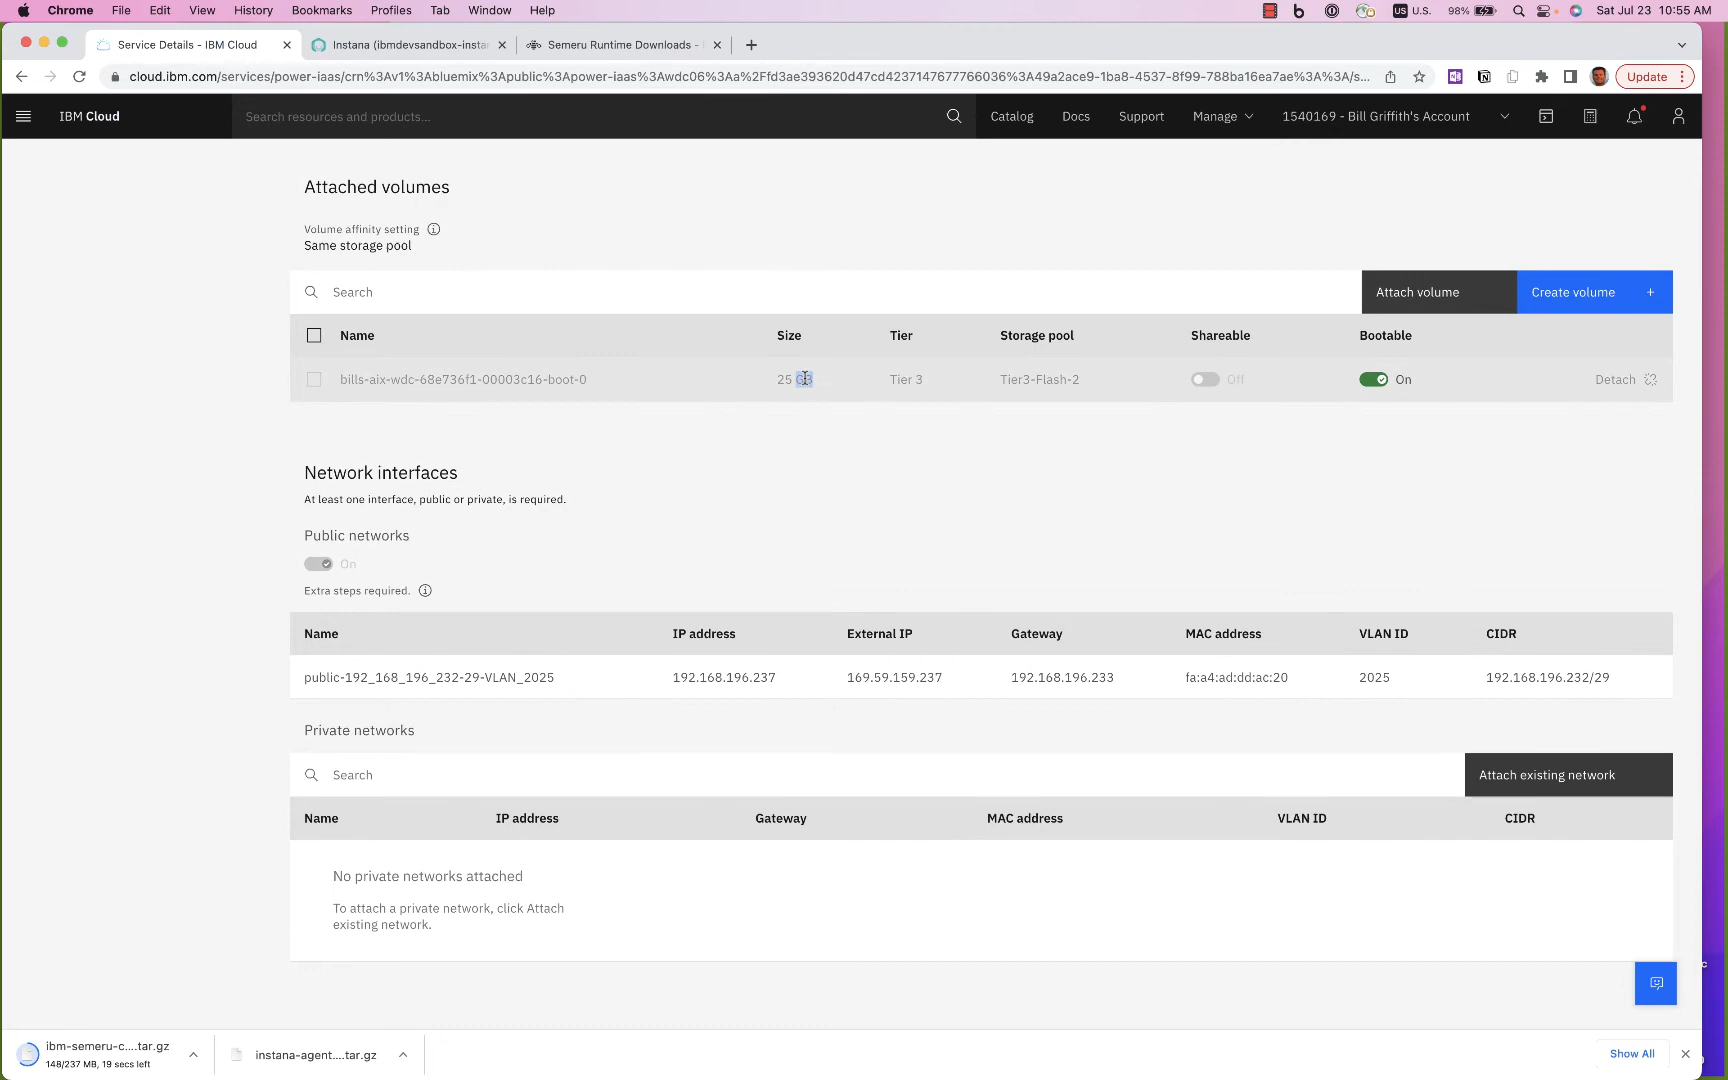 Chrome File Edit View History Bookmarks Profiles Tab Window Help U.S. 98% Sat Jul 23 10:55 AM
Service Details - IBM Cloud Instana (ibmdevsandbox-instan Semeru Runtime Downloads -
cloud.ibm.com/services/power-iaas/crn%3Av1%3Abluemix%3Apublic%3Apower-iaas%3Awdc06%3Aa%2Ffd3ae393620d47cd4237147677766036%3A49a2ace9-1ba8-4537-8f99-788ba16ea7ae%3A%3A/s... Update
IBM Cloud Search resources and products... Catalog Docs Support Manage 1540169 - Bill Griffith's Account
Attached volumes
Volume affinity setting
Same storage pool
Search Attach volume Create volume +
Name Size Tier Storage pool Shareable Bootable
bills-aix-wdc-68e736f1-00003c16-boot-0 25 GB Tier 3 Tier3-Flash-2 Off On Detach
Network interfaces
At least one interface, public or private, is required.
Public networks
On
Extra steps required.
Name IP address External IP Gateway MAC address VLAN ID CIDR
public-192_168_196_232-29-VLAN_2025 192.168.196.237 169.59.159.237 192.168.196.233 fa:a4:ad:dd:ac:20 2025 192.168.196.232/29
Private networks
Search Attach existing network
Name IP address Gateway MAC address VLAN ID CIDR
No private networks attached
To attach a private network, click Attach
existing network.
ibm-semeru-c....tar.gz
148/237 MB, 19 secs left
instana-agent....tar.gz
Show All